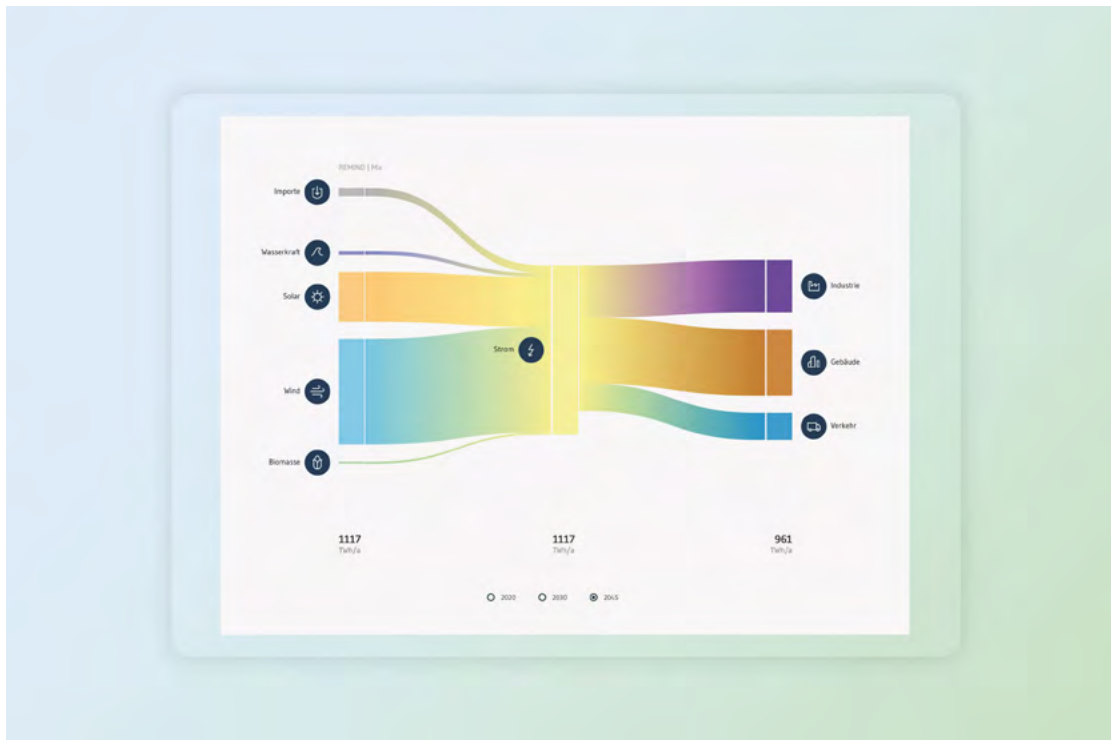 REMIND | Mix
Importe
Wasserkraft
Solar
Wind
Biomasse
Strom
Industrie
Gebäude
Verkehr
1117
TWh/a
1117
TWh/a
961
TWh/a
2020
2030
2045